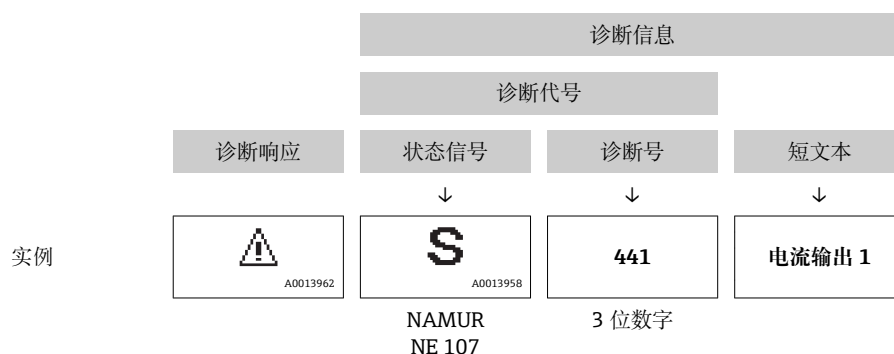 诊断信息
诊断代号
诊断响应 状态信号 诊断号 短文本
↓ ↓ ↓
实例 S 441 电流输出 1
A0013962 A0013958
NAMUR 3 位数字
NE 107